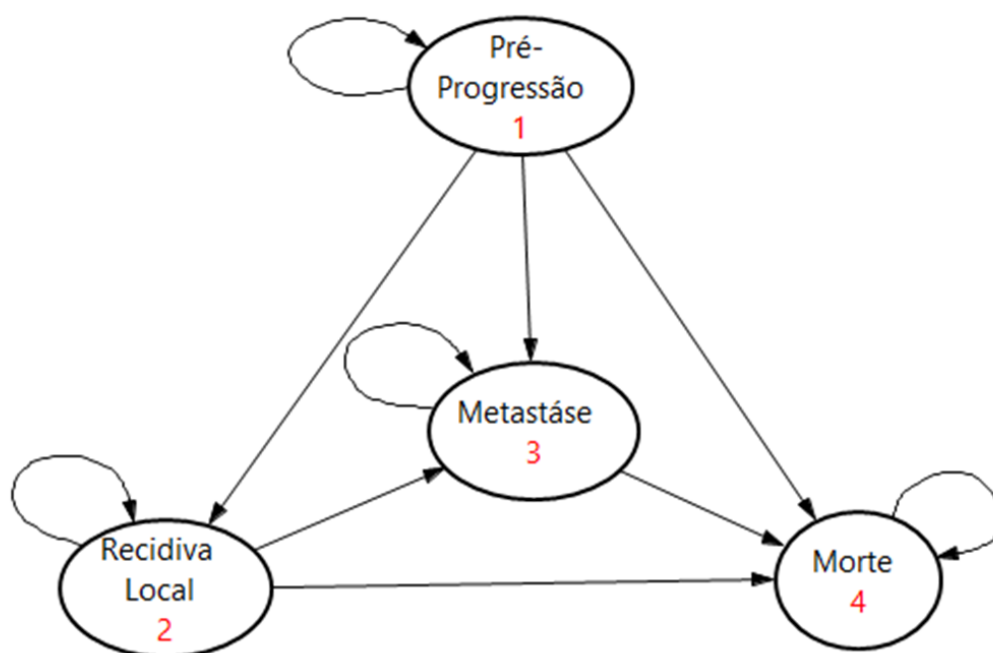 Pré-
Progressão
1
Metastáse
3
Recidiva
Local
2
Morte
4